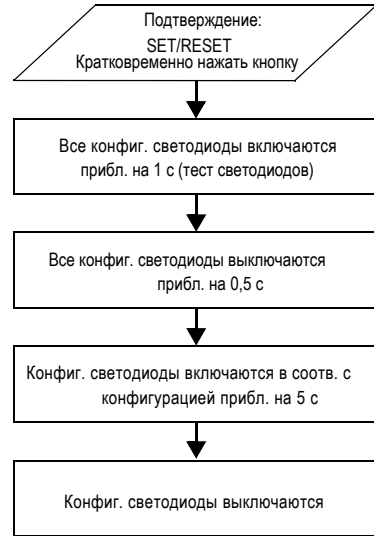 Подтверждение:
SET/RESET
Кратковременно нажать кнопку
Все конфиг. светодиоды включаются
прибл. на 1 с (тест светодиодов)
Все конфиг. светодиоды выключаются
прибл. на 0,5 с
Конфиг. светодиоды включаются в соотв. с
конфигурацией прибл. на 5 с
Конфиг. светодиоды выключаются